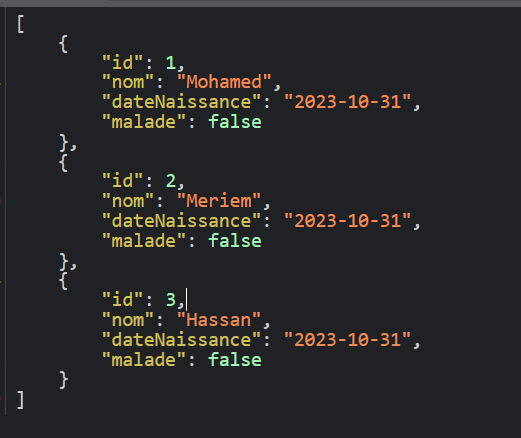 [
    {
        "id": 1,
        "nom": "Mohamed",
        "dateNaissance": "2023-10-31",
        "malade": false
    },
    {
        "id": 2,
        "nom": "Meriem",
        "dateNaissance": "2023-10-31",
        "malade": false
    },
    {
        "id": 3,
        "nom": "Hassan",
        "dateNaissance": "2023-10-31",
        "malade": false
    }
]